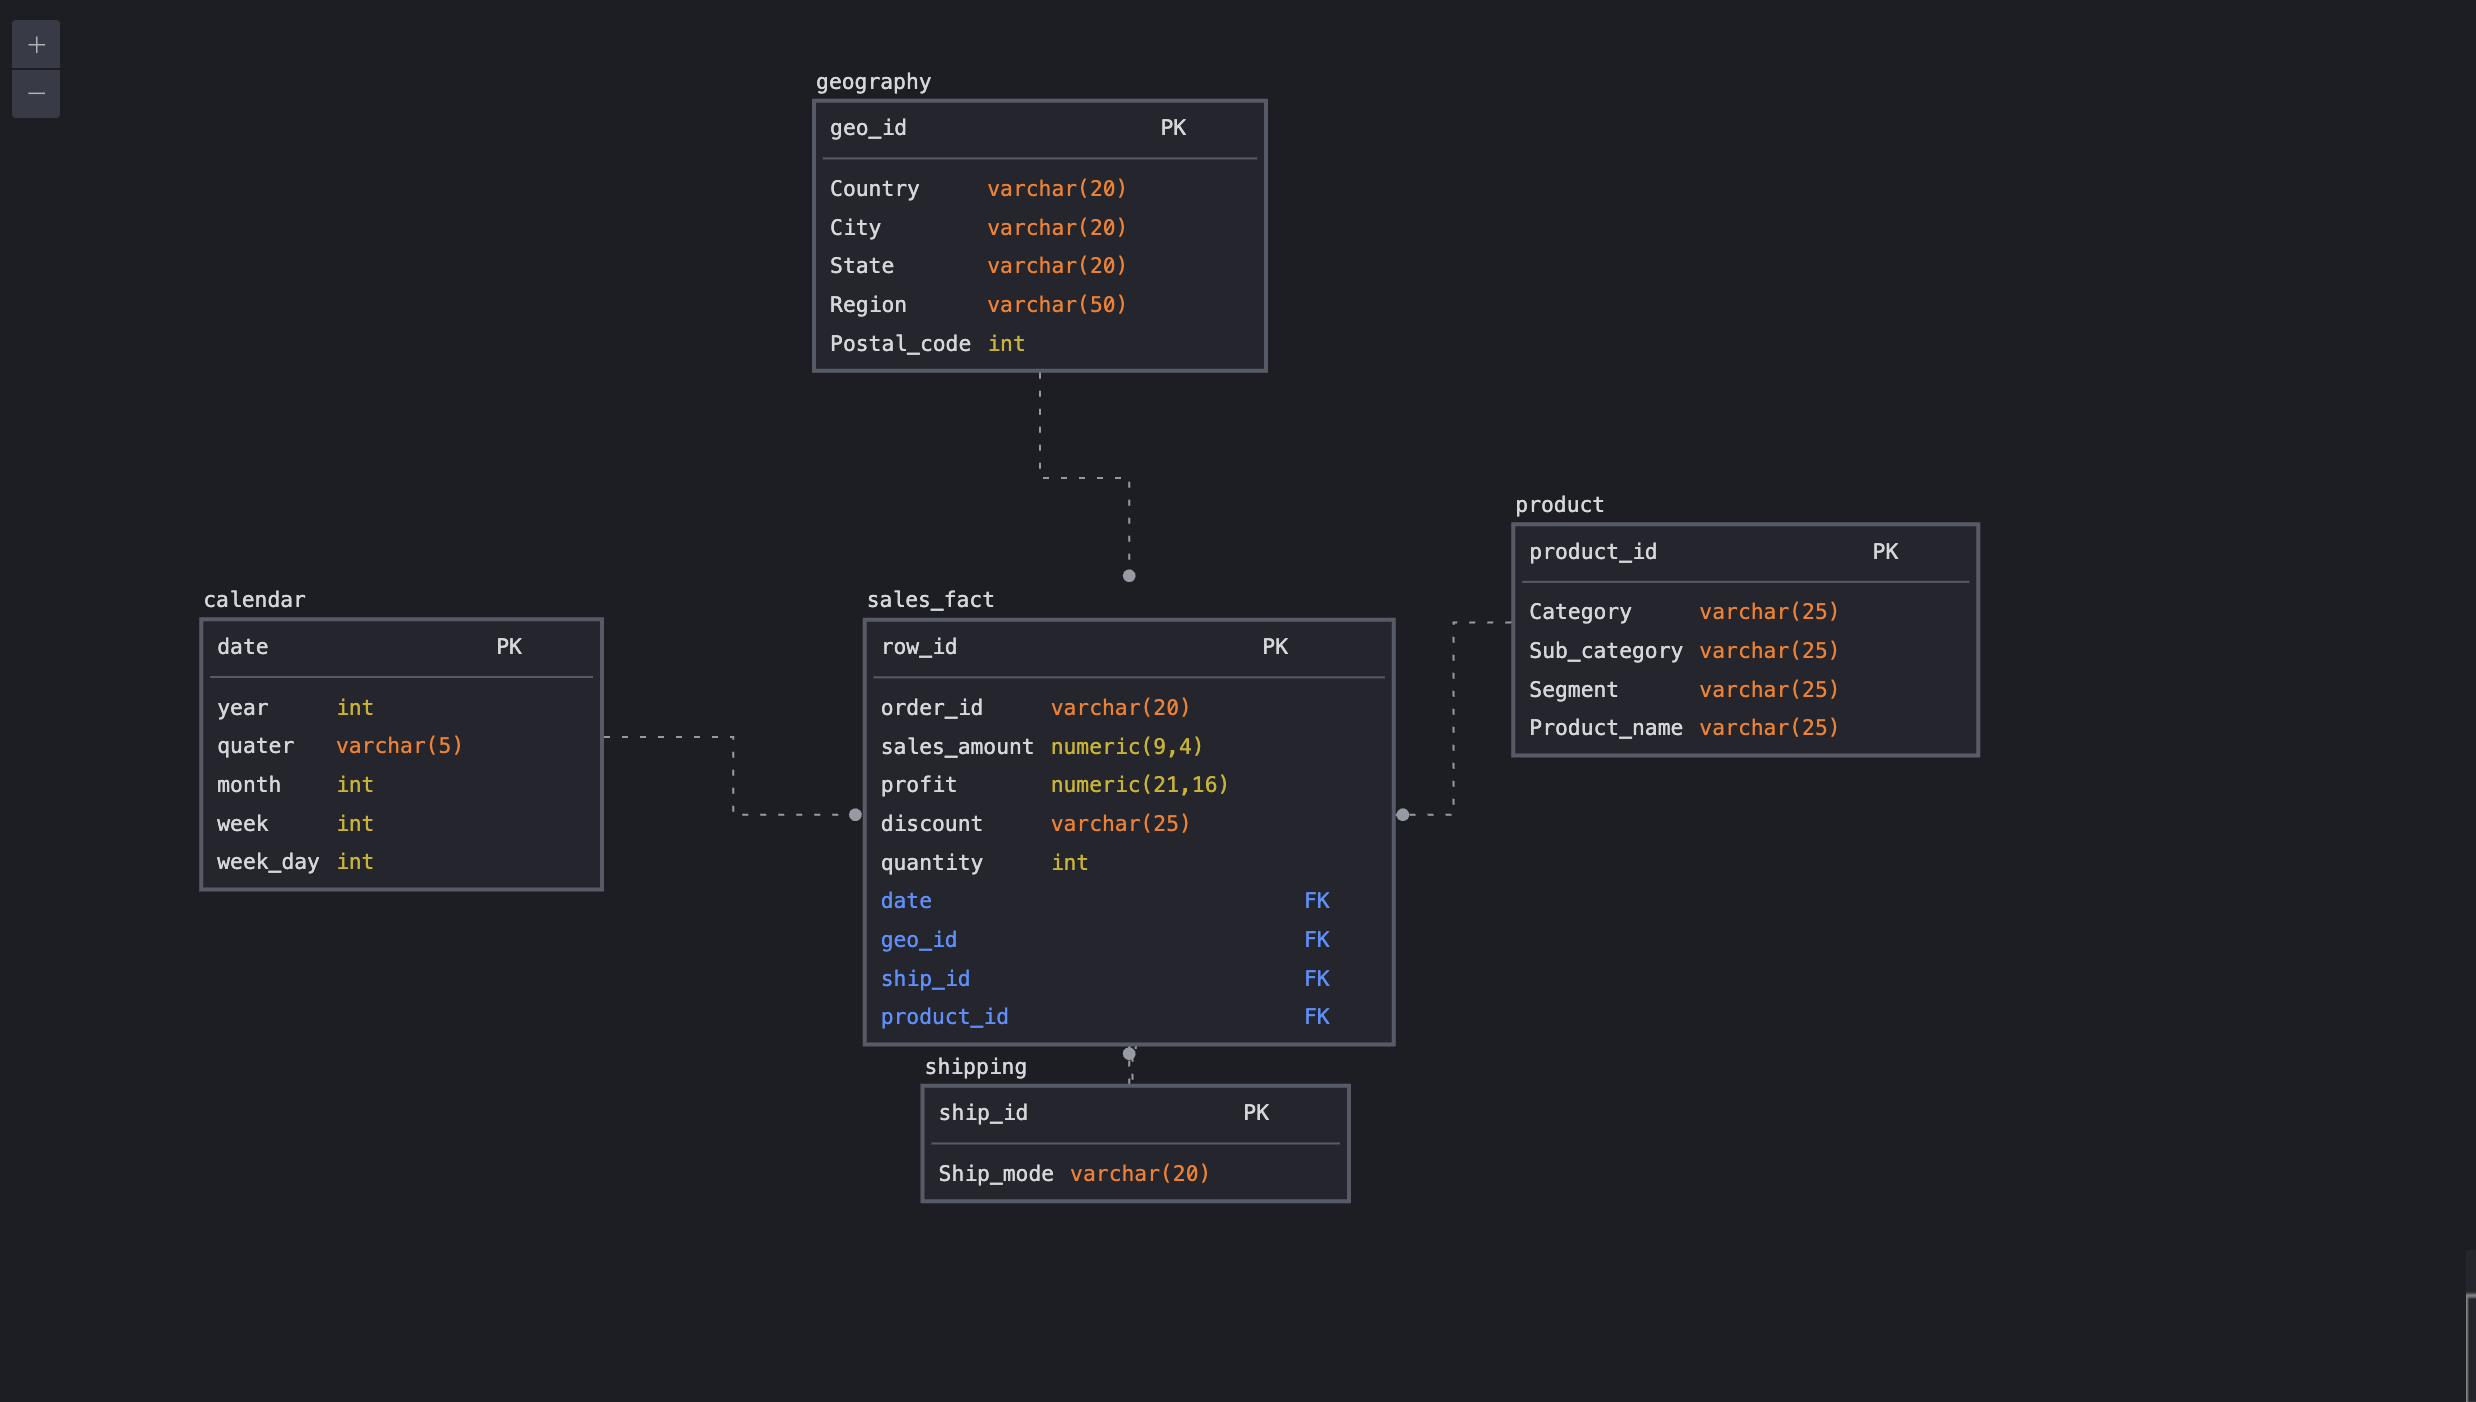 +
−
geography
geo_id PK
Country varchar(20)
City varchar(20)
State varchar(20)
Region varchar(50)
Postal_code int
product
product_id PK
Category varchar(25)
Sub_category varchar(25)
Segment varchar(25)
Product_name varchar(25)
calendar
date PK
year int
quater varchar(5)
month int
week int
week_day int
sales_fact
row_id PK
order_id varchar(20)
sales_amount numeric(9,4)
profit numeric(21,16)
discount varchar(25)
quantity int
date FK
geo_id FK
ship_id FK
product_id FK
shipping
ship_id PK
Ship_mode varchar(20)